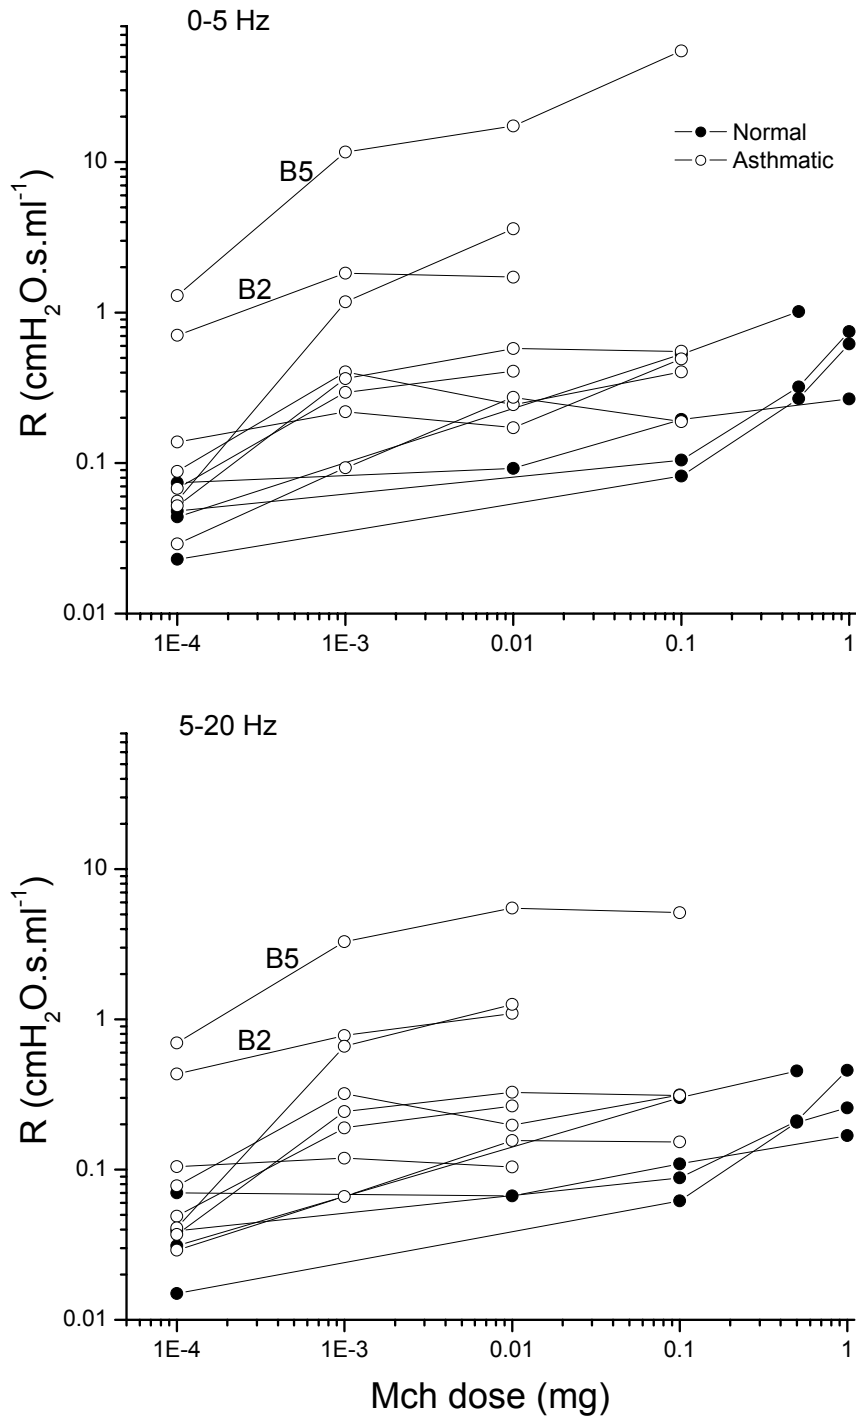 0-5 Hz
Normal
Asthmatic
10
B5
B2
1
0.1
0.01
R (cmH₂O.s.ml⁻¹)
1E-4 1E-3 0.01 0.1 1
5-20 Hz
10
B5
1
B2
0.1
0.01
R (cmH₂O.s.ml⁻¹)
1E-4 1E-3 0.01 0.1 1
Mch dose (mg)